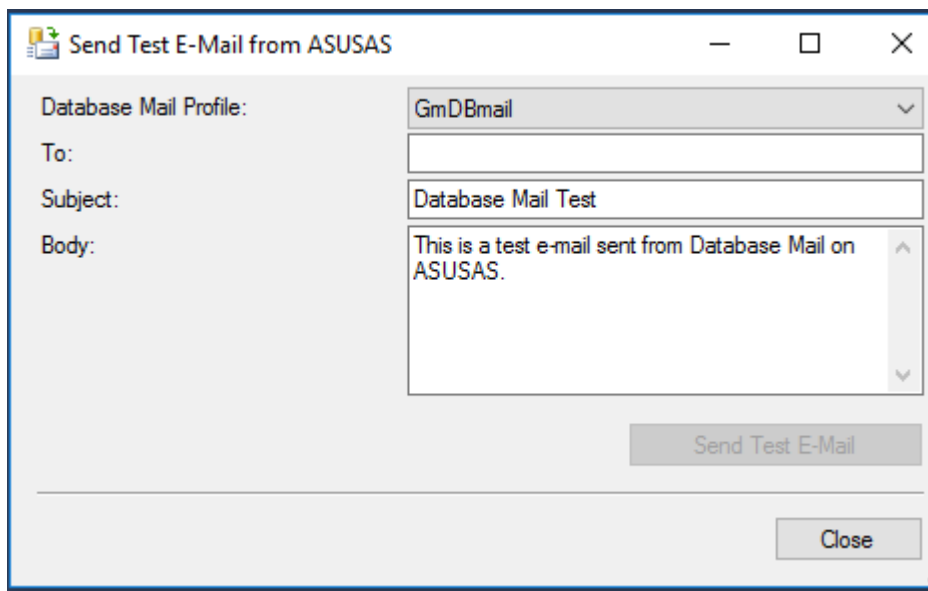 Send Test E-Mail from ASUSAS
Database Mail Profile:
GmDBmail
To:
Subject:
Database Mail Test
Body:
This is a test e-mail sent from Database Mail on
ASUSAS.
Send Test E-Mail
Close